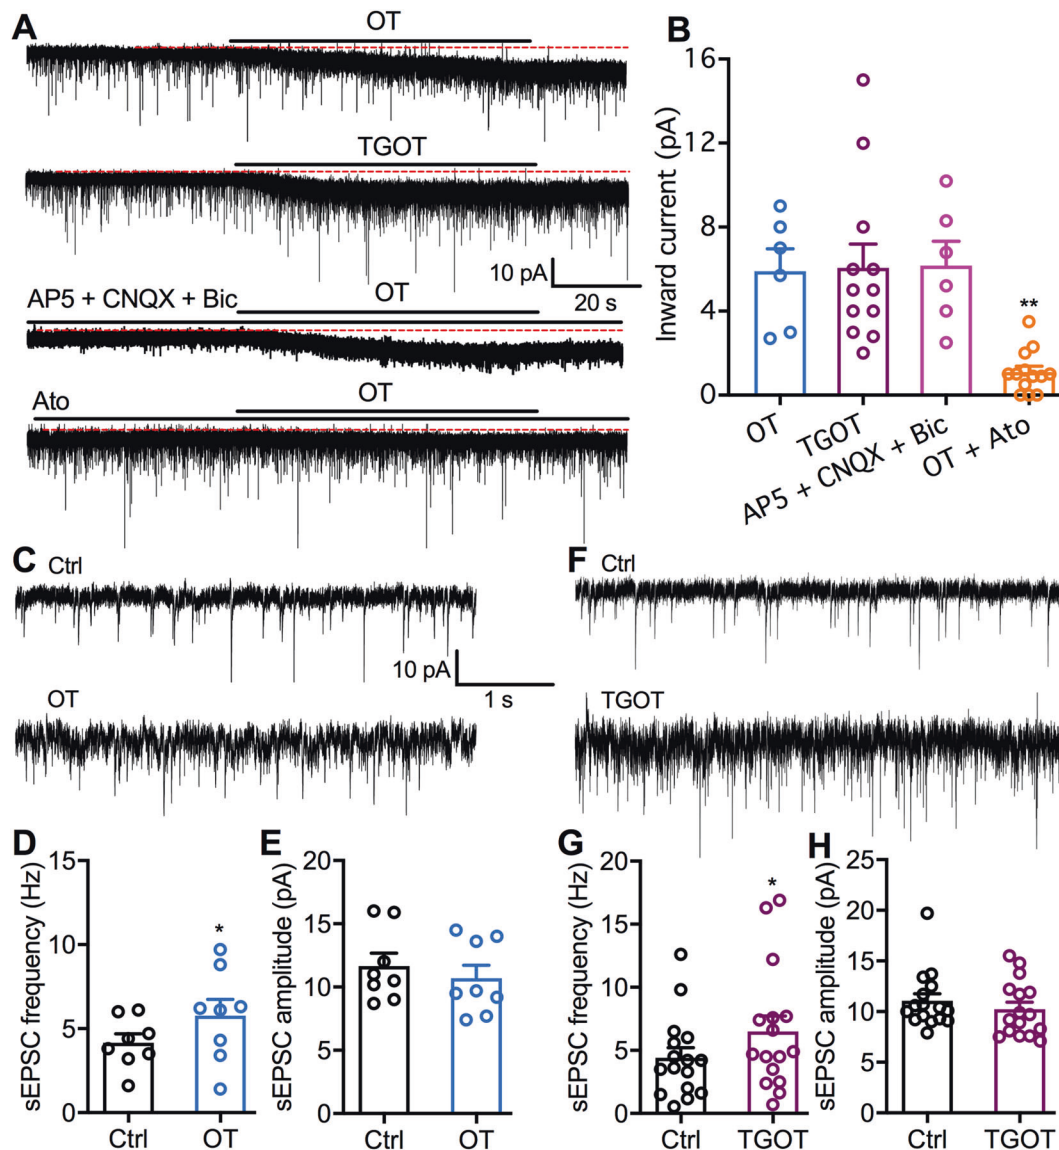 A
OT
TGOT
10 pA
20 s
AP5 + CNQX + Bic
OT
Ato
OT
B
Inward current (pA)
16
12
8
4
0
**
OT
TGOT
AP5 + CNQX + Bic
OT + Ato
C
Ctrl
10 pA
1 s
OT
F
Ctrl
TGOT
D
sEPSC frequency (Hz)
15
10
5
0
*
Ctrl
OT
E
sEPSC amplitude (pA)
20
15
10
5
0
Ctrl
OT
G
sEPSC frequency (Hz)
20
15
10
5
0
*
Ctrl
TGOT
H
sEPSC amplitude (pA)
25
20
15
10
5
0
Ctrl
TGOT